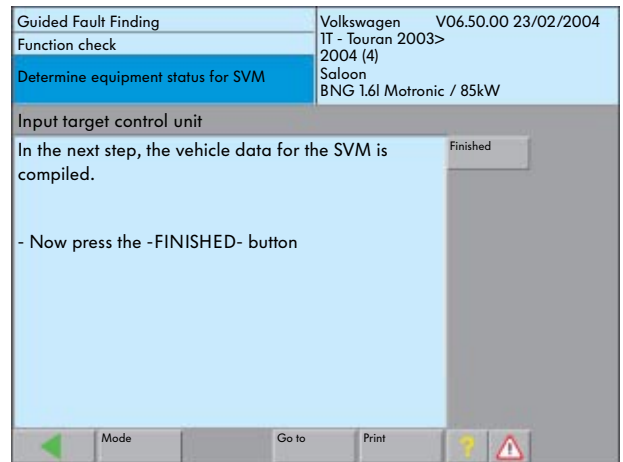 Guided Fault Finding
Function check
Determine equipment status for SVM
Volkswagen V06.50.00 23/02/2004
1T - Touran 2003>
2004 (4)
Saloon
BNG 1.6l Motronic / 85kW
Input target control unit
In the next step, the vehicle data for the SVM is
compiled.
- Now press the -FINISHED- button
Finished
Mode
Go to
Print
?